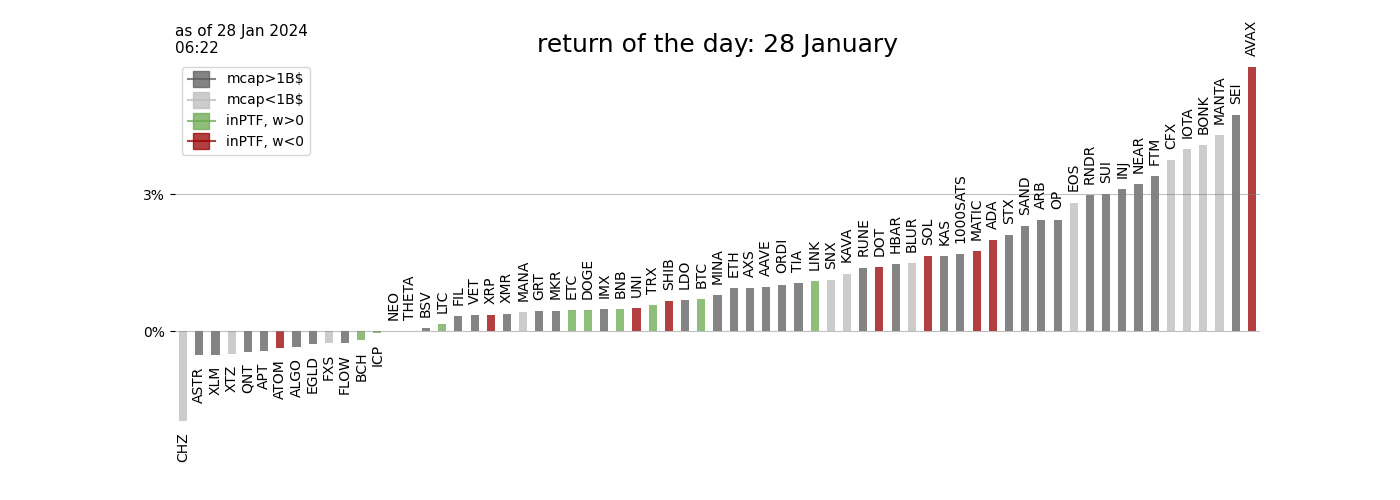 as of 28 Jan 2024
06:22
return of the day: 28 January
mcap>1B$
mcap<1B$
inPTF, w>0
inPTF, w<0
3%
0%
CHZ
ASTR
XLM
XTZ
QNT
APT
ATOM
ALGO
EGLD
FXS
FLOW
BCH
ICP
NEO
THETA
BSV
LTC
FIL
VET
XRP
XMR
MANA
GRT
MKR
ETC
DOGE
IMX
BNB
UNI
TRX
SHIB
LDO
BTC
MINA
ETH
AXS
AAVE
ORDI
TIA
LINK
SNX
KAVA
RUNE
DOT
HBAR
BLUR
SOL
KAS
1000SATS
MATIC
ADA
STX
SAND
ARB
OP
EOS
RNDR
SUI
INJ
NEAR
FTM
CFX
IOTA
BONK
MANTA
SEI
AVAX